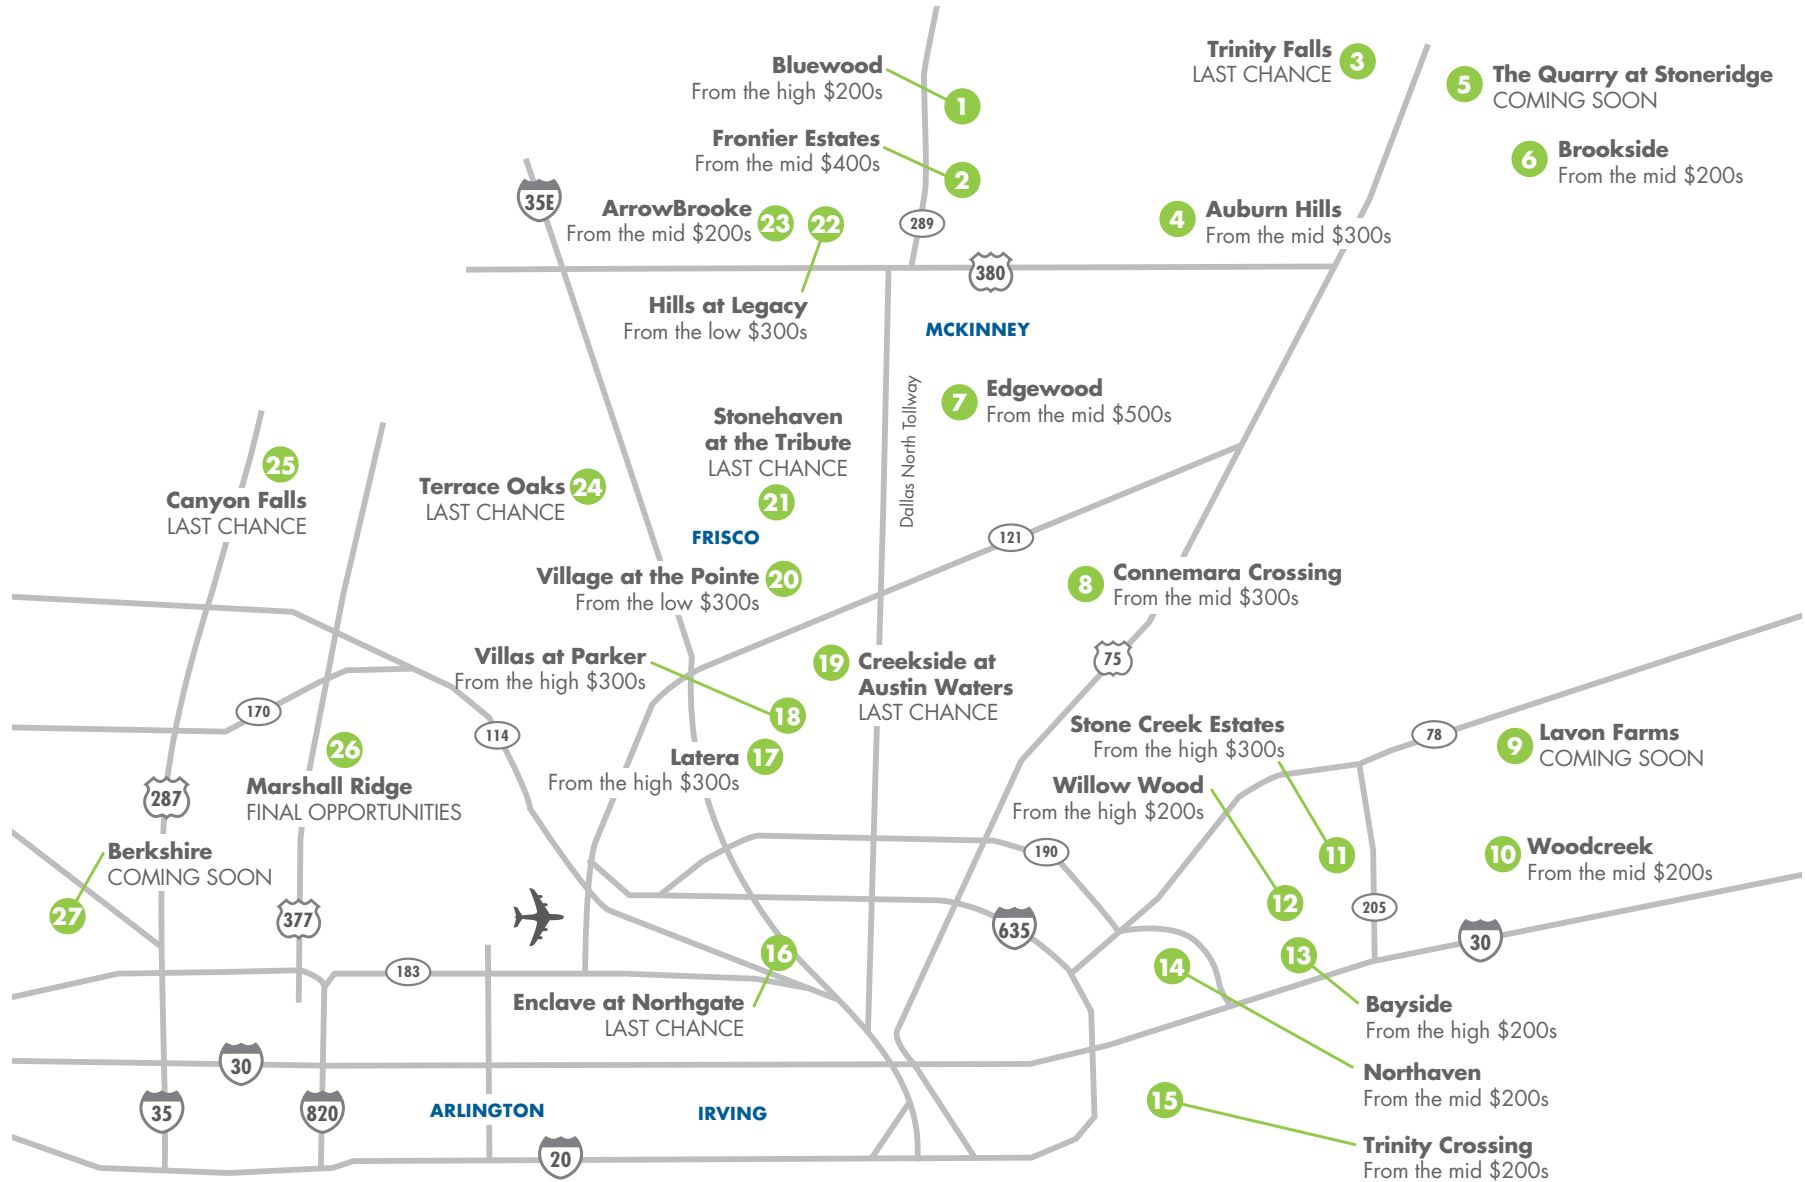 Bluewood
From the high $200s
1
Frontier Estates
From the mid $400s
2
Trinity Falls
LAST CHANCE
3
5
The Quarry at Stoneridge
COMING SOON
6
Brookside
From the mid $200s
35E
ArrowBrooke
From the mid $200s
23
22
289
4
Auburn Hills
From the mid $300s
380
Hills at Legacy
From the low $300s
MCKINNEY
Dallas North Tollway
7
Edgewood
From the mid $500s
Stonehaven
at the Tribute
LAST CHANCE
21
25
Canyon Falls
LAST CHANCE
Terrace Oaks
LAST CHANCE
24
FRISCO
121
Village at the Pointe
From the low $300s
20
8
Connemara Crossing
From the mid $300s
Villas at Parker
From the high $300s
18
19
Creekside at
Austin Waters
LAST CHANCE
75
170
114
26
Marshall Ridge
FINAL OPPORTUNITIES
Latera
From the high $300s
17
Stone Creek Estates
From the high $300s
11
78
9
Lavon Farms
COMING SOON
287
Willow Wood
From the high $200s
12
Berkshire
COMING SOON
27
190
10
Woodcreek
From the mid $200s
377
635
205
30
16
Enclave at Northgate
LAST CHANCE
183
14
13
Bayside
From the high $200s
30
Northaven
From the mid $200s
35
820
ARLINGTON
IRVING
15
Trinity Crossing
From the mid $200s
20